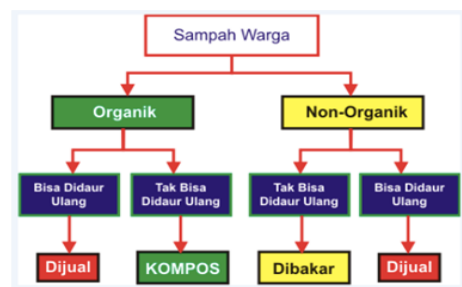 Sampah Warga
Organik
Non-Organik
Bisa Didaur
Ulang
Tak Bisa
Didaur Ulang
Tak Bisa
Didaur Ulang
Bisa Didaur
Ulang
Dijual
KOMPOS
Dibakar
Dijual